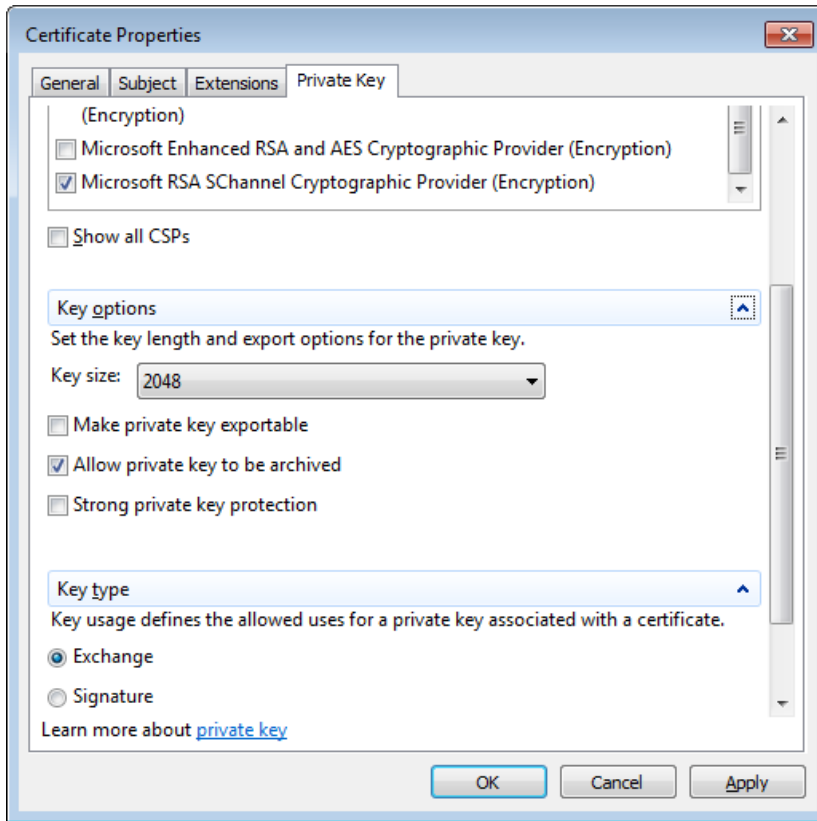 Certificate Properties
General Subject Extensions Private Key
(Encryption)
Microsoft Enhanced RSA and AES Cryptographic Provider (Encryption)
Microsoft RSA SChannel Cryptographic Provider (Encryption)
Show all CSPs
Key options
Set the key length and export options for the private key.
Key size: 2048
Make private key exportable
Allow private key to be archived
Strong private key protection
Key type
Key usage defines the allowed uses for a private key associated with a certificate.
Exchange
Signature
Learn more about private key
OK Cancel Apply